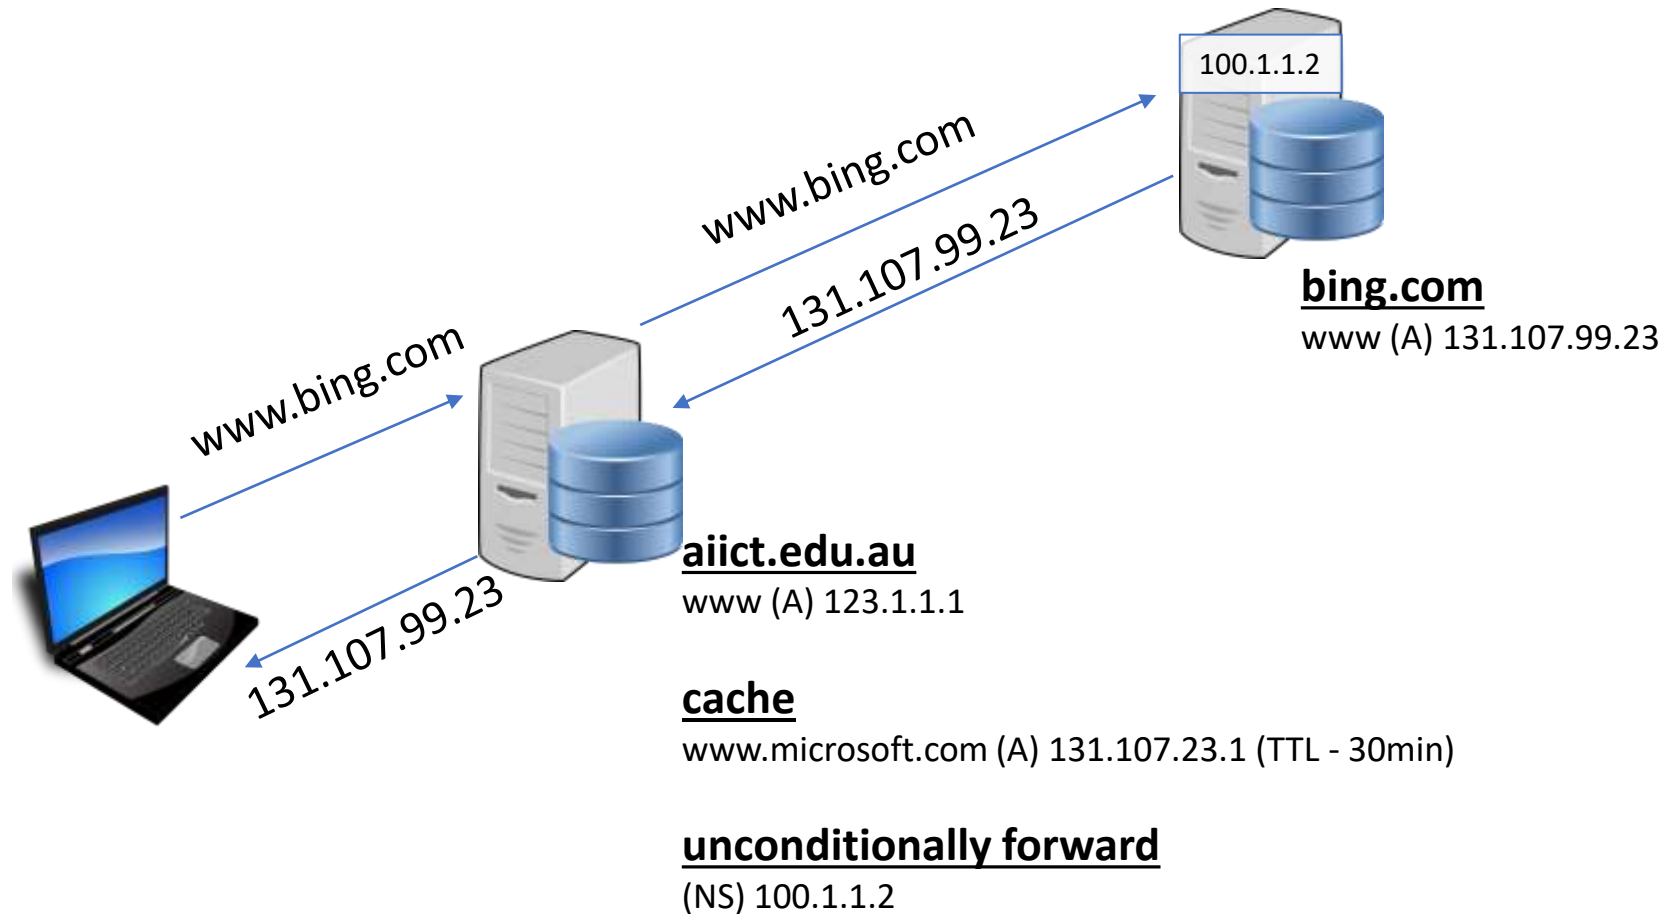 100.1.1.2
www.bing.com
131.107.99.23
bing.com
www (A) 131.107.99.23
www.bing.com
131.107.99.23
aiict.edu.au
www (A) 123.1.1.1
cache
www.microsoft.com (A) 131.107.23.1 (TTL - 30min)
unconditionally forward
(NS) 100.1.1.2